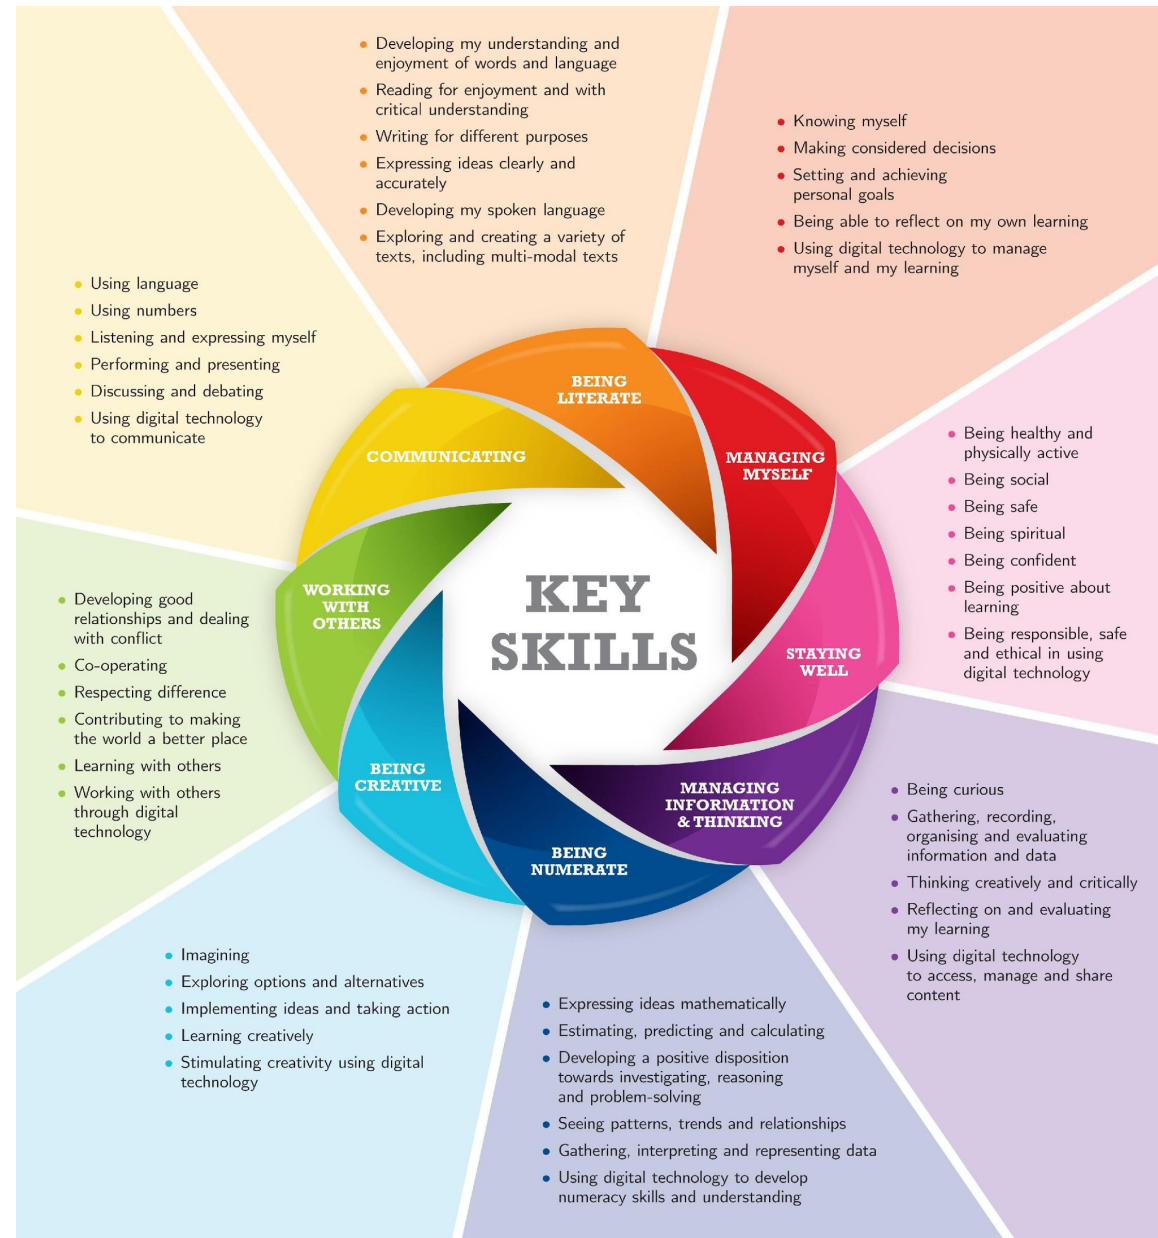 Developing my understanding and
enjoyment of words and language
Reading for enjoyment and with
critical understanding
Writing for different purposes
Expressing ideas clearly and
accurately
Developing my spoken language
Exploring and creating a variety of
texts, including multi-modal texts
Knowing myself
Making considered decisions
Setting and achieving
personal goals
Being able to reflect on my own learning
Using digital technology to manage
myself and my learning
Using language
Using numbers
Listening and expressing myself
Performing and presenting
Discussing and debating
Using digital technology
to communicate
BEING
LITERATE
MANAGING
MYSELF
COMMUNICATING
Being healthy and
physically active
Being social
Being safe
Being spiritual
Being confident
Being positive about
learning
Being responsible, safe
and ethical in using
digital technology
WORKING
WITH
OTHERS
KEY
SKILLS
STAYING
WELL
Developing good
relationships and dealing
with conflict
Co-operating
Respecting difference
Contributing to making
the world a better place
Learning with others
Working with others
through digital
technology
BEING
CREATIVE
MANAGING
INFORMATION
& THINKING
BEING
NUMERATE
Being curious
Gathering, recording,
organising and evaluating
information and data
Thinking creatively and critically
Reflecting on and evaluating
my learning
Using digital technology
to access, manage and share
content
Imagining
Exploring options and alternatives
Implementing ideas and taking action
Learning creatively
Stimulating creativity using digital
technology
Expressing ideas mathematically
Estimating, predicting and calculating
Developing a positive disposition
towards investigating, reasoning
and problem-solving
Seeing patterns, trends and relationships
Gathering, interpreting and representing data
Using digital technology to develop
numeracy skills and understanding